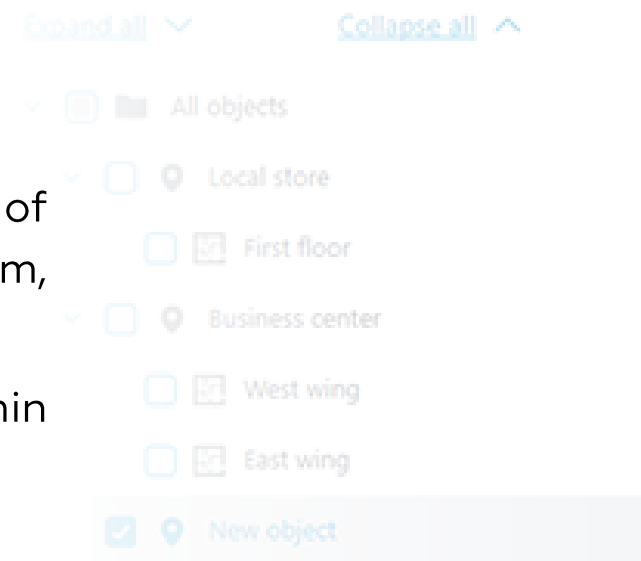 Expand all
Collapse all
All objects
Local store
of
First floor
m,
Business center
West wing
hin
East wing
New object